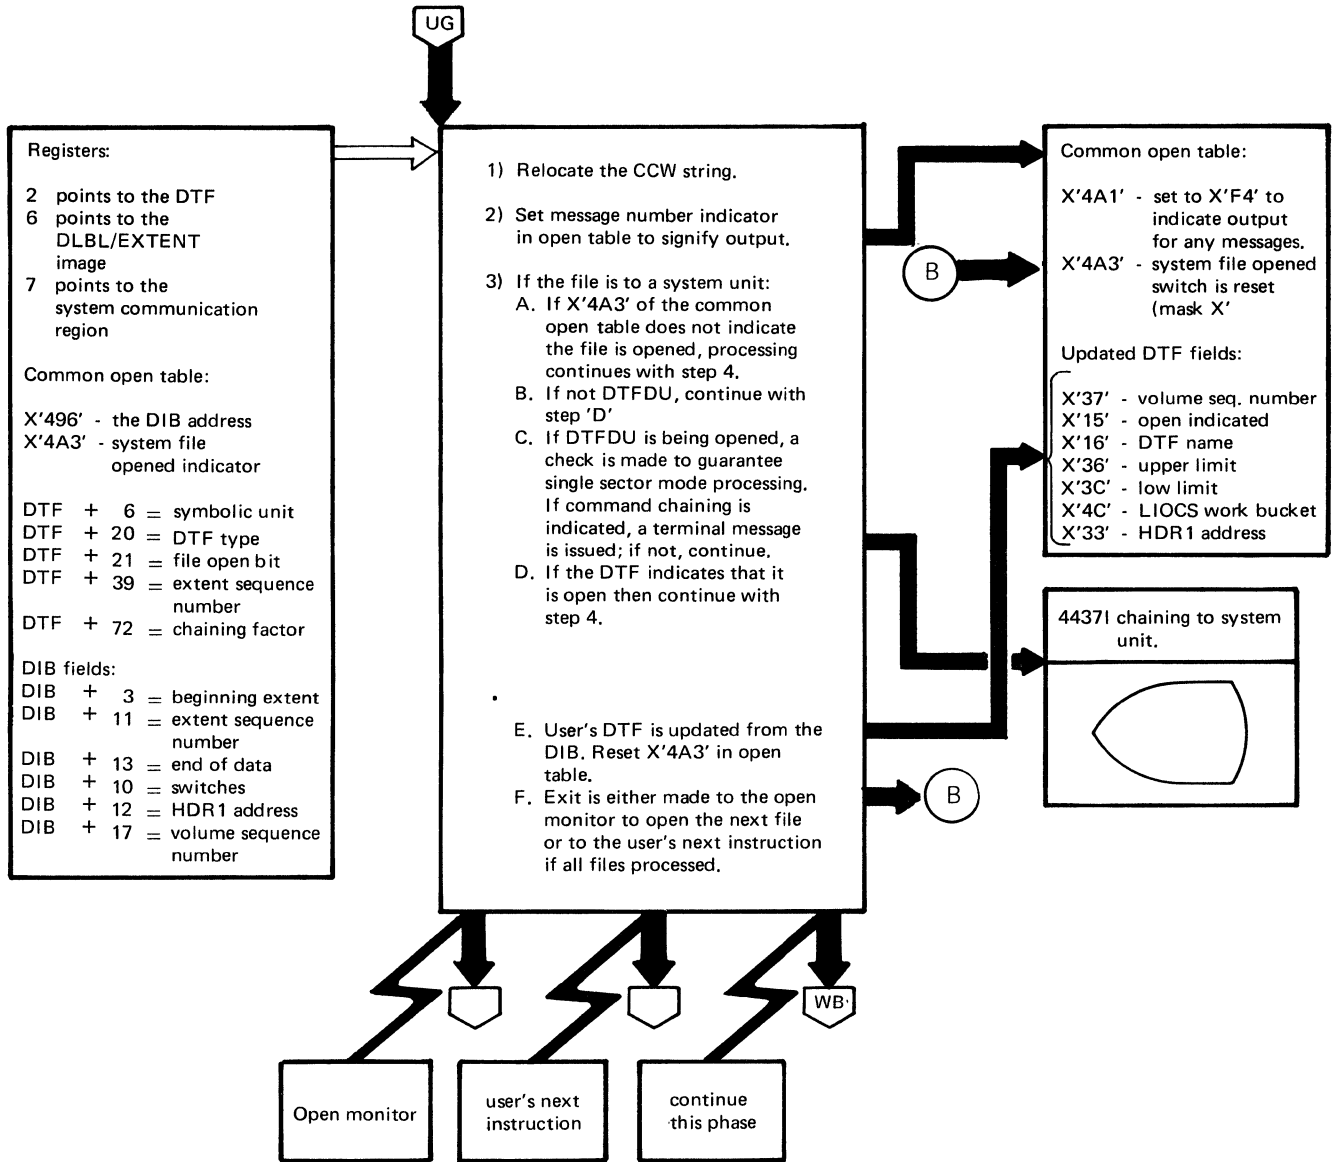 UG
Registers:
2 points to the DTF
6 points to the
DLBL/EXTENT
image
7 points to the
system communication
region
Common open table:
X'496' - the DIB address
X'4A3' - system file
opened indicator
DTF + 6 = symbolic unit
DTF + 20 = DTF type
DTF + 21 = file open bit
DTF + 39 = extent sequence
number
DTF + 72 = chaining factor
DIB fields:
DIB + 3 = beginning extent
DIB + 11 = extent sequence
number
DIB + 13 = end of data
DIB + 10 = switches
DIB + 12 = HDR1 address
DIB + 17 = volume sequence
number
1) Relocate the CCW string.
2) Set message number indicator
in open table to signify output.
3) If the file is to a system unit:
A. If X'4A3' of the common
open table does not indicate
the file is opened, processing
continues with step 4.
B. If not DTFDU, continue with
step 'D'
C. If DTFDU is being opened, a
check is made to guarantee
single sector mode processing.
If command chaining is
indicated, a terminal message
is issued; if not, continue.
D. If the DTF indicates that it
is open then continue with
step 4.
E. User's DTF is updated from the
DIB. Reset X'4A3' in open
table.
F. Exit is either made to the open
monitor to open the next file
or to the user's next instruction
if all files processed.
B
B
Common open table:
X'4A1' - set to X'F4' to
indicate output
for any messages.
X'4A3' - system file opened
switch is reset
(mask X'
Updated DTF fields:
X'37' - volume seq. number
X'15' - open indicated
X'16' - DTF name
X'36' - upper limit
X'3C' - low limit
X'4C' - LIOCS work bucket
X'33' - HDR1 address
4437I chaining to system
unit.
WB
Open monitor
user's next
instruction
continue
this phase